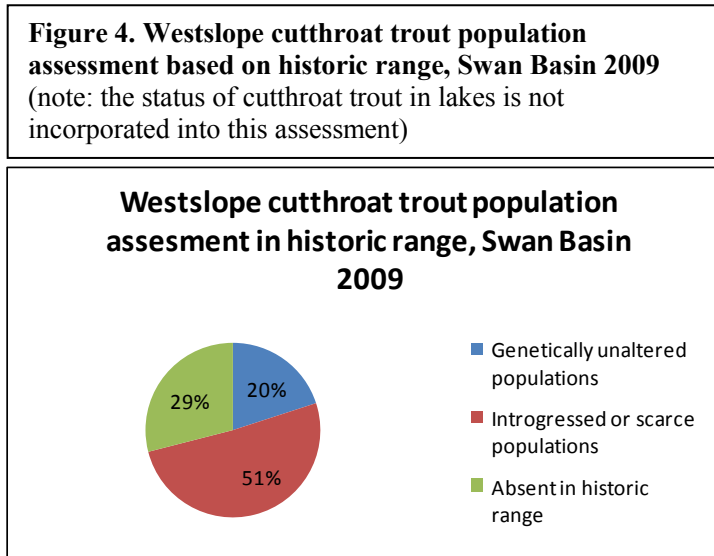 Figure 4. Westslope cutthroat trout population
assessment based on historic range, Swan Basin 2009
(note: the status of cutthroat trout in lakes is not
incorporated into this assessment)
Westslope cutthroat trout population
assesment in historic range, Swan Basin
2009
20%
51%
29%
Genetically unaltered
populations
Introgressed or scarce
populations
Absent in historic
range